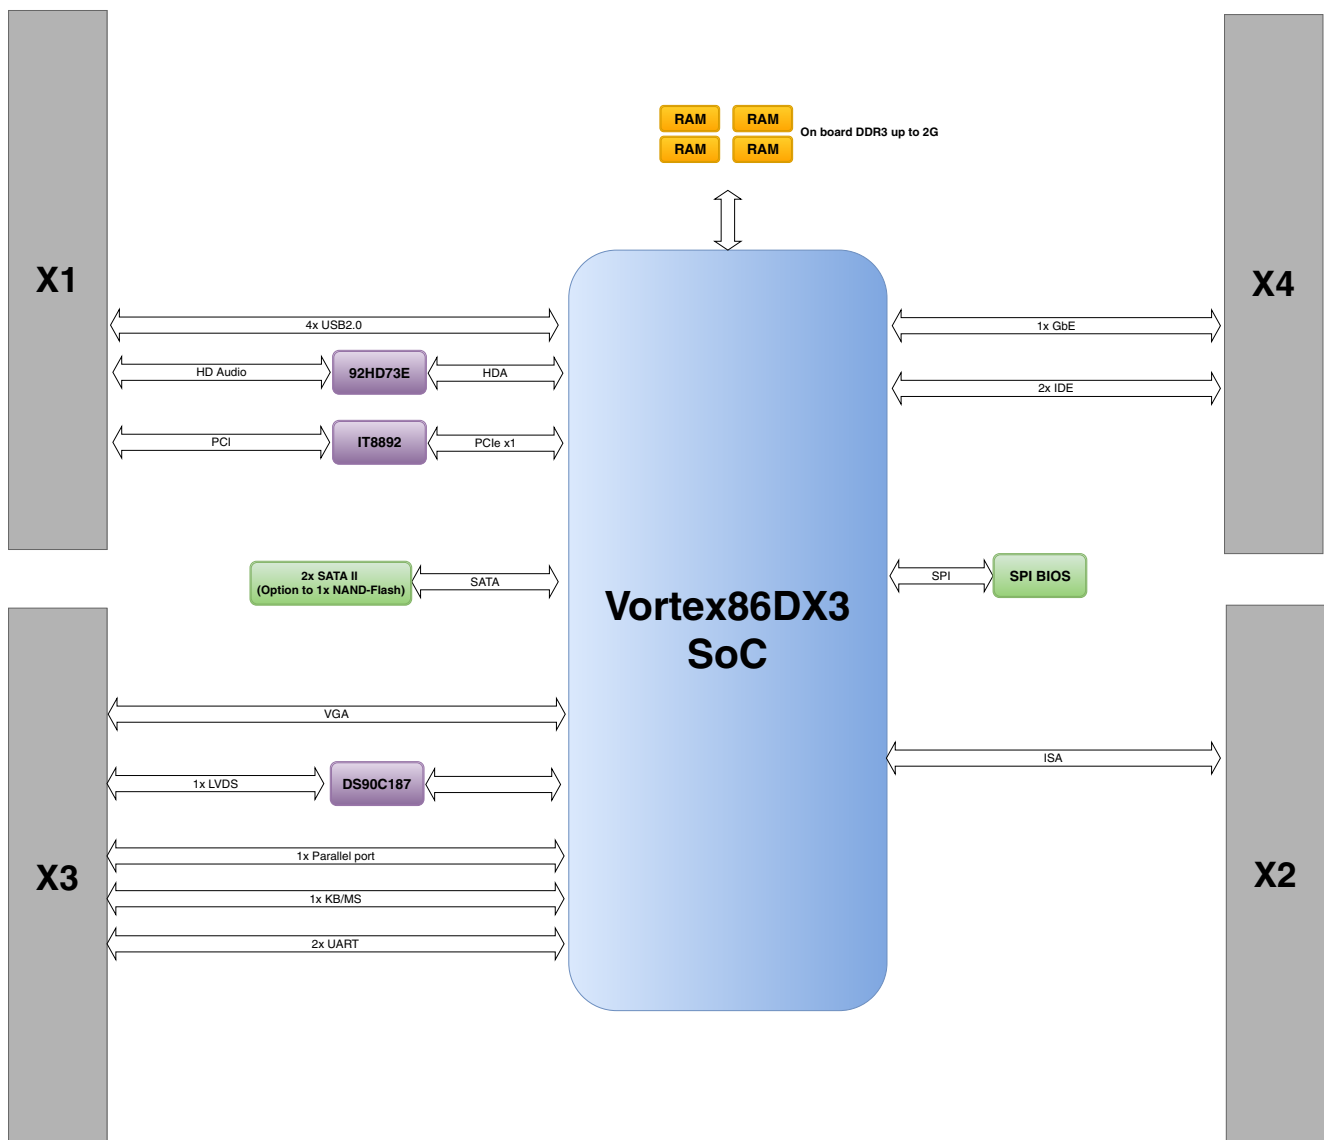 RAM RAM
RAM RAM
On board DDR3 up to 2G
X1
X4
4x USB2.0
1x GbE
HD Audio
92HD73E
HDA
2x IDE
PCI
IT8892
PCIe x1
2x SATA II
(Option to 1x NAND-Flash)
SATA
SPI
SPI BIOS
Vortex86DX3
SoC
VGA
ISA
1x LVDS
DS90C187
1x Parallel port
X3
X2
1x KB/MS
2x UART